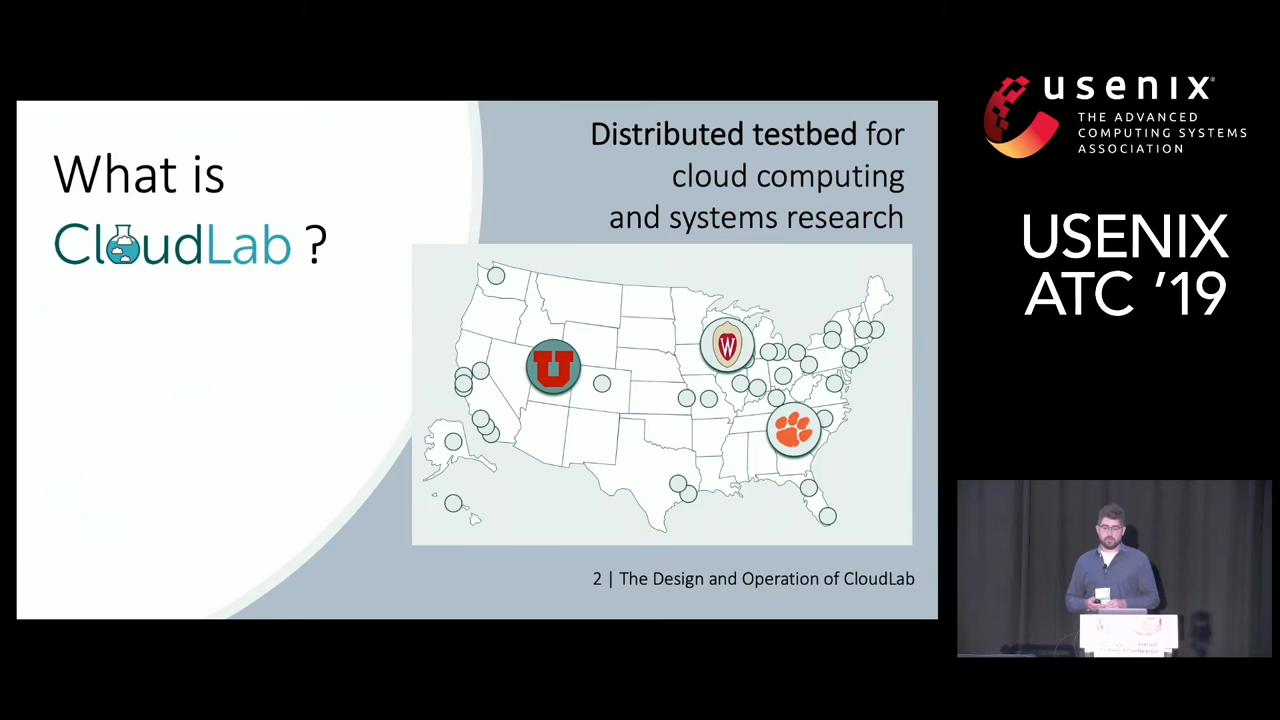 What is
CloudLab ?
Distributed testbed for
cloud computing
and systems research
U
W
2 | The Design and Operation of CloudLab
usenix
THE ADVANCED
COMPUTING SYSTEMS
ASSOCIATION
USENIX
ATC ’19